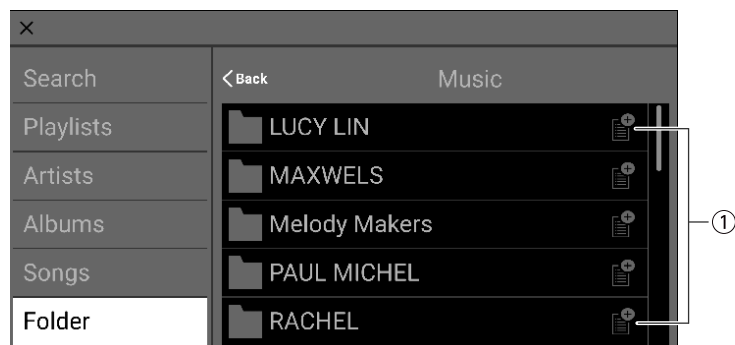 ×
Search
Playlists
Artists
Albums
Songs
Folder
Back
Music
LUCY LIN
MAXWELS
Melody Makers
PAUL MICHEL
RACHEL
①